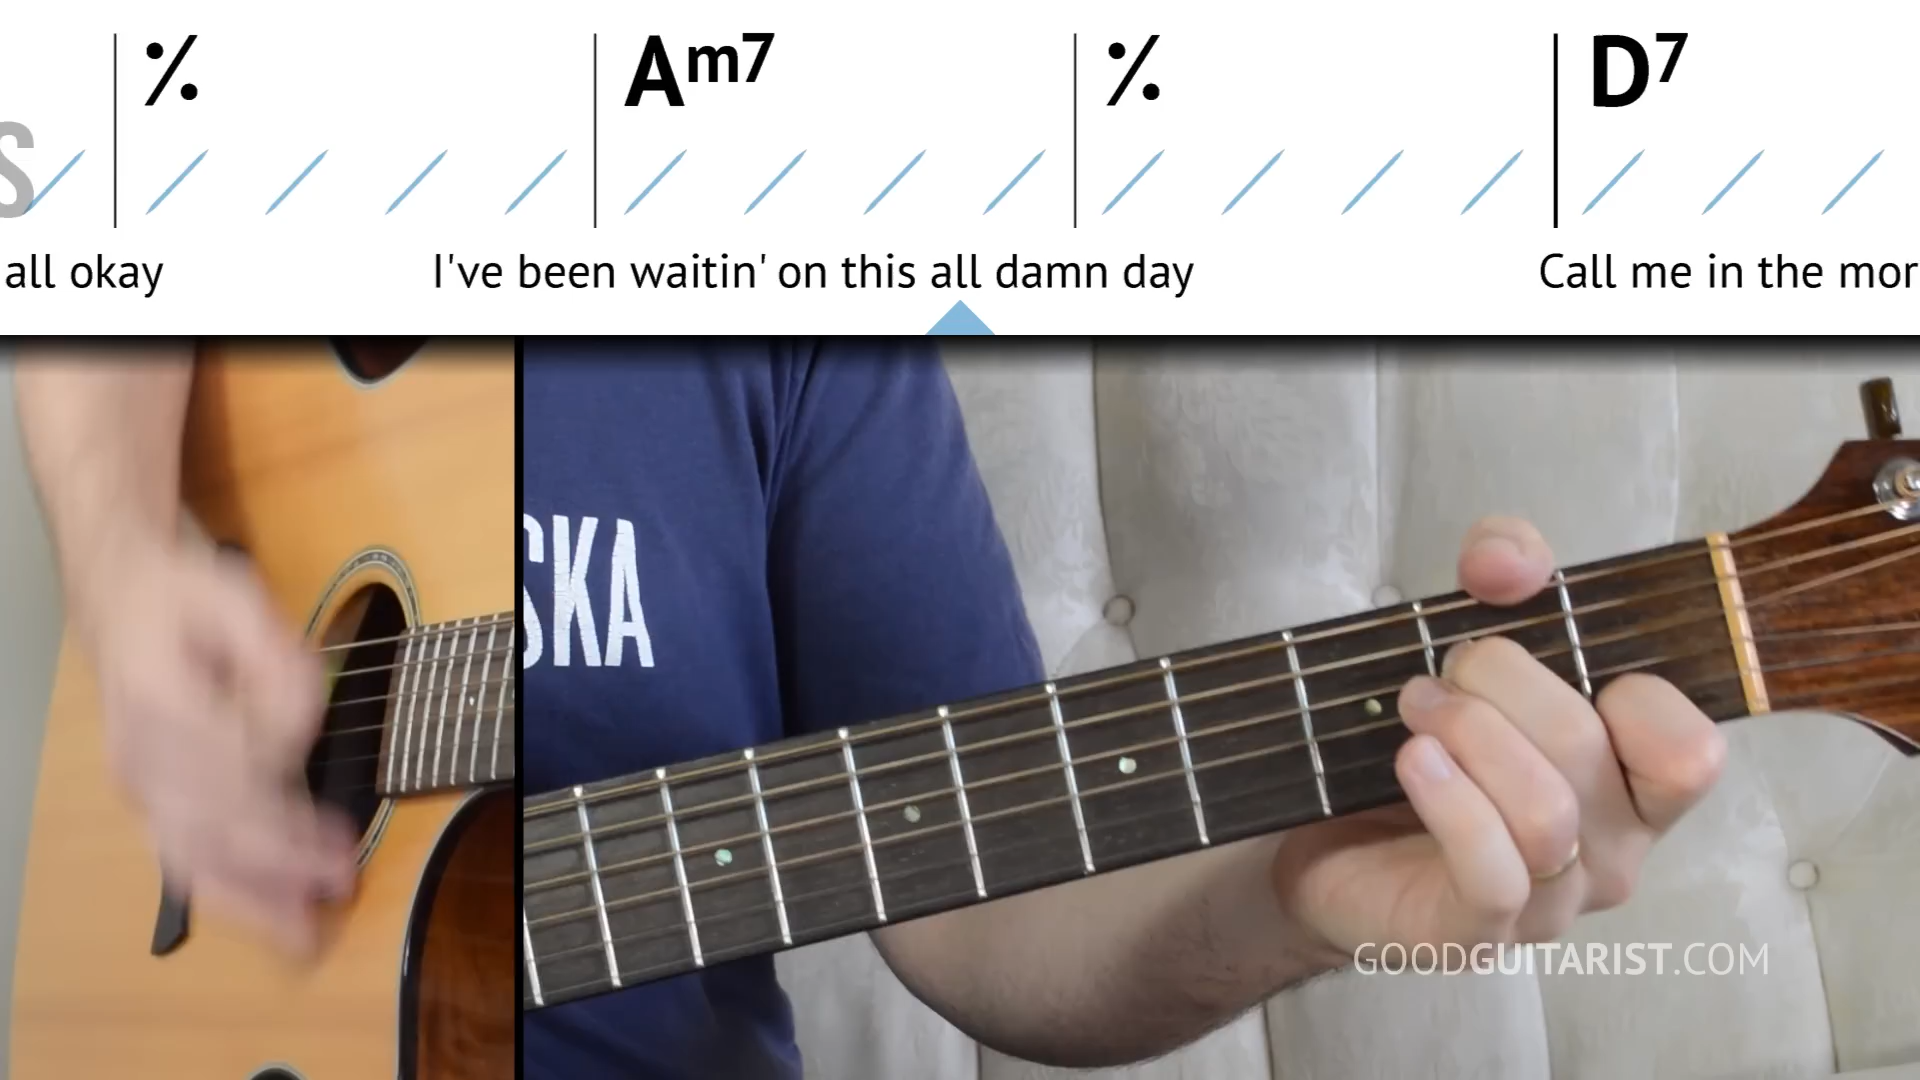 S
٪ Am7 ٪ D7
all okay I've been waitin' on this all damn day Call me in the mor
SKA
GOODGUITARIST.COM